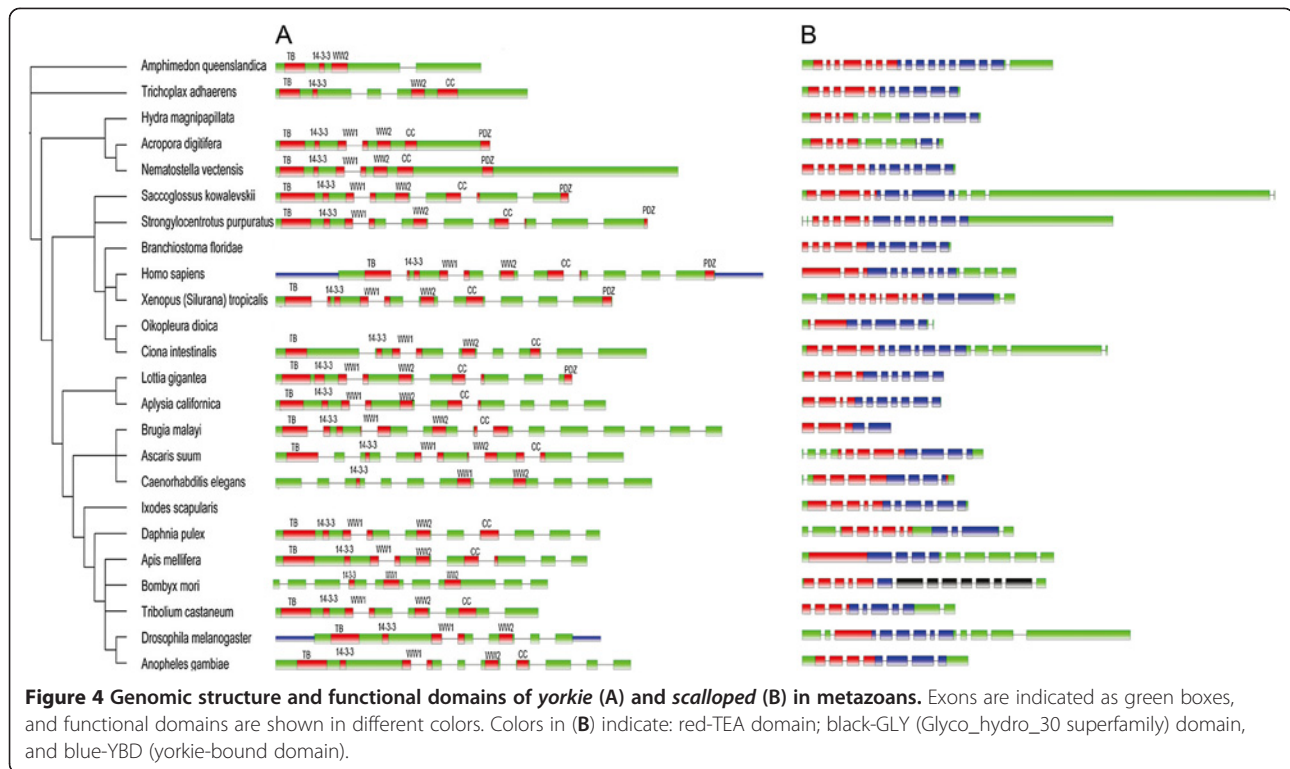 A
B
Amphimedon queenslandica
TB 14-3-3 WW2
Trichoplax adhaerens
TB 14-3-3 WW2 CC
Hydra magnipapillata
Acropora digitifera
TB 14-3-3 WW1 WW2 CC PDZ
Nematostella vectensis
TB 14-3-3 WW1 WW2 CC PDZ
Saccoglossus kowalevskii
TB 14-3-3 WW1 WW2 CC PDZ
Strongylocentrotus purpuratus
TB 14-3-3 WW1 WW2 CC PDZ
Branchiostoma floridae
Homo sapiens
TB 14-3-3 WW1 WW2 CC PDZ
Xenopus (Silurana) tropicalis
TB 14-3-3 WW1 WW2 CC PDZ
Oikopleura dioica
Ciona intestinalis
TB 14-3-3 WW1 WW2 CC
Lottia gigantea
TB 14-3-3 WW1 WW2 CC PDZ
Aplysia californica
TB 14-3-3 WW1 WW2 CC
Brugia malayi
TB 14-3-3 WW1 WW2 CC
Ascaris suum
TB 14-3-3 WW1 WW2 CC
Caenorhabditis elegans
14-3-3 WW1 WW2
Ixodes scapularis
Daphnia pulex
TB 14-3-3 WW1 WW2 CC
Apis mellifera
TB 14-3-3 WW1 WW2 CC
Bombyx mori
14-3-3 WW1 WW2
Tribolium castaneum
TB 14-3-3 WW1 WW2 CC
Drosophila melanogaster
TB 14-3-3 WW1 WW2
Anopheles gambiae
TB 14-3-3 WW1 WW2 CC
Figure 4 Genomic structure and functional domains of yorkie (A) and scalloped (B) in metazoans. Exons are indicated as green boxes,
and functional domains are shown in different colors. Colors in (B) indicate: red-TEA domain; black-GLY (Glyco_hydro_30 superfamily) domain,
and blue-YBD (yorkie-bound domain).